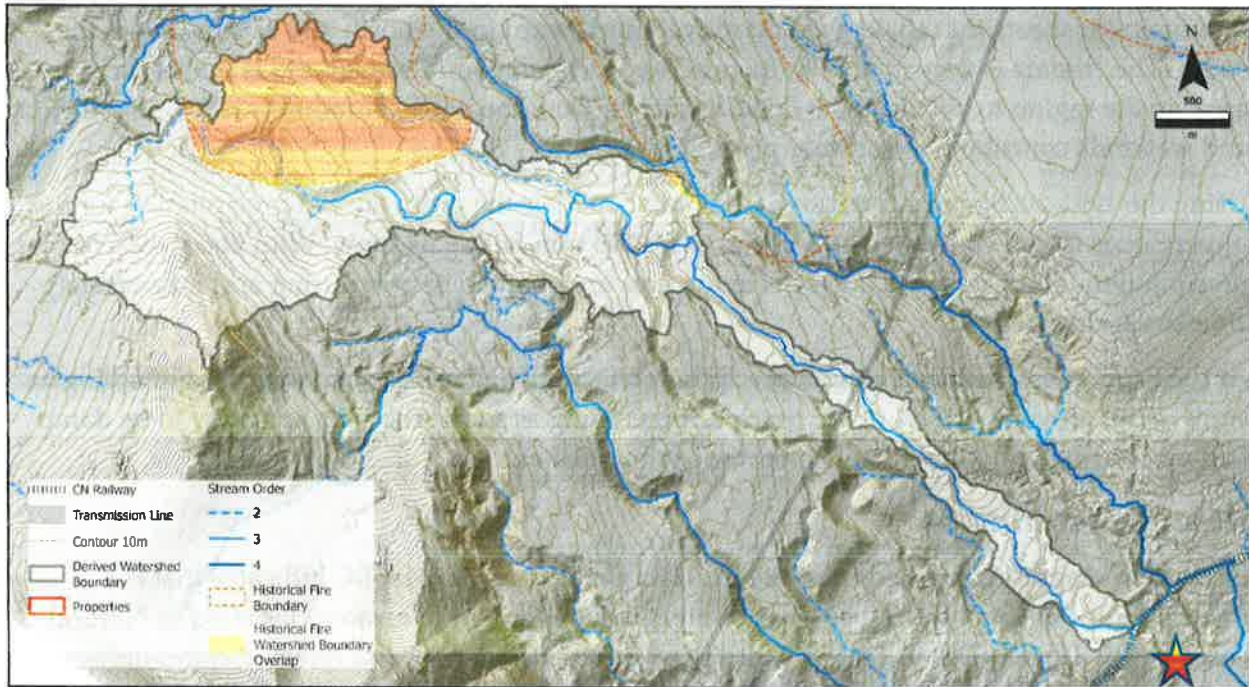 N
500
m
CN Railway
Transmission Line
Contour 10m
Derived Watershed
Boundary
Properties
Stream Order
2
3
4
Historical Fire
Boundary
Historical Fire
Watershed Boundary
Overlap